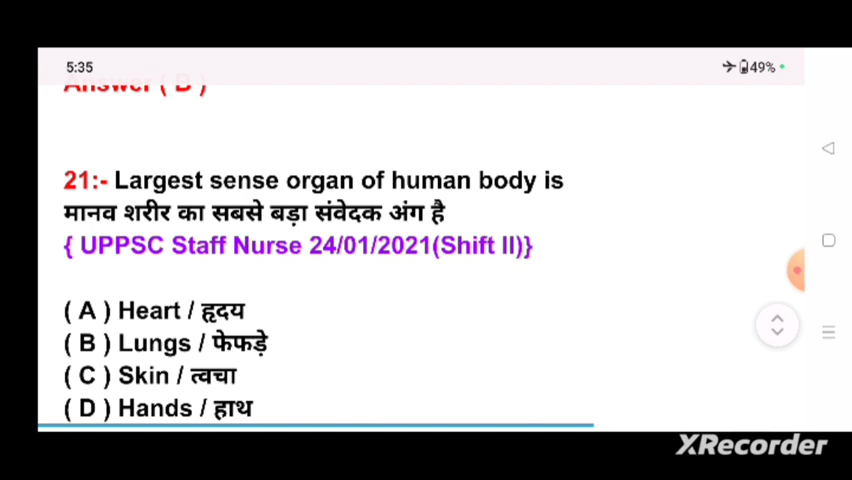 5:35
49%
Answer ( B )
21:- Largest sense organ of human body is
मानव शरीर का सबसे बड़ा संवेदक अंग है
{ UPPSC Staff Nurse 24/01/2021(Shift II)}
( A ) Heart / हृदय
( B ) Lungs / फेफड़े
( C ) Skin / त्वचा
( D ) Hands / हाथ
XRecorder